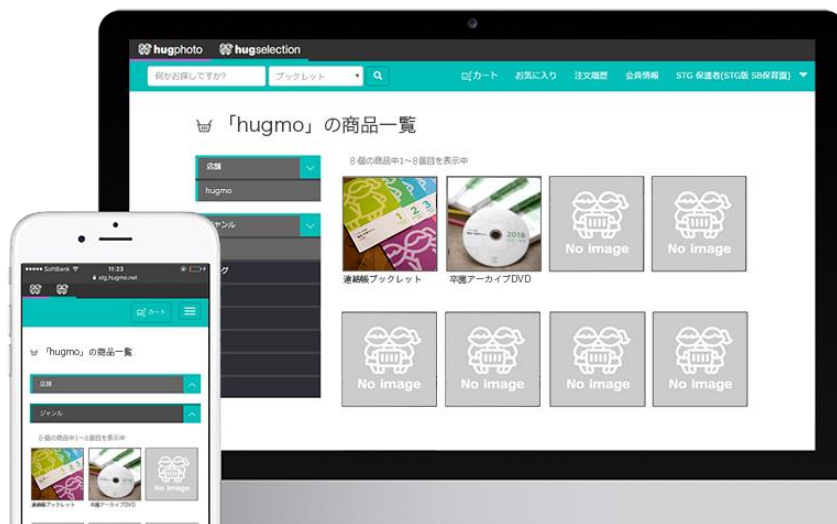 hugphoto hugselection
何かお探しですか? ブックレット カート お気に入り 注文履歴 会員情報 STG 保護者(STG版 SB保育園)
「hugmo」の商品一覧
店舗
hugmo
ジャンル
グ
8個の商品中1~8個目を表示中
1 2 3
2018
No image
No image
連絡帳ブックレット
卒園アーカイブDVD
No image
No image
No image
No image
SoftBank 11:23
stg.hugmo.net
カート
「hugmo」の商品一覧
店舗
ジャンル
8個の商品中1~8個目を表示中
No image
連絡帳ブックレット
卒園アーカイブDVD